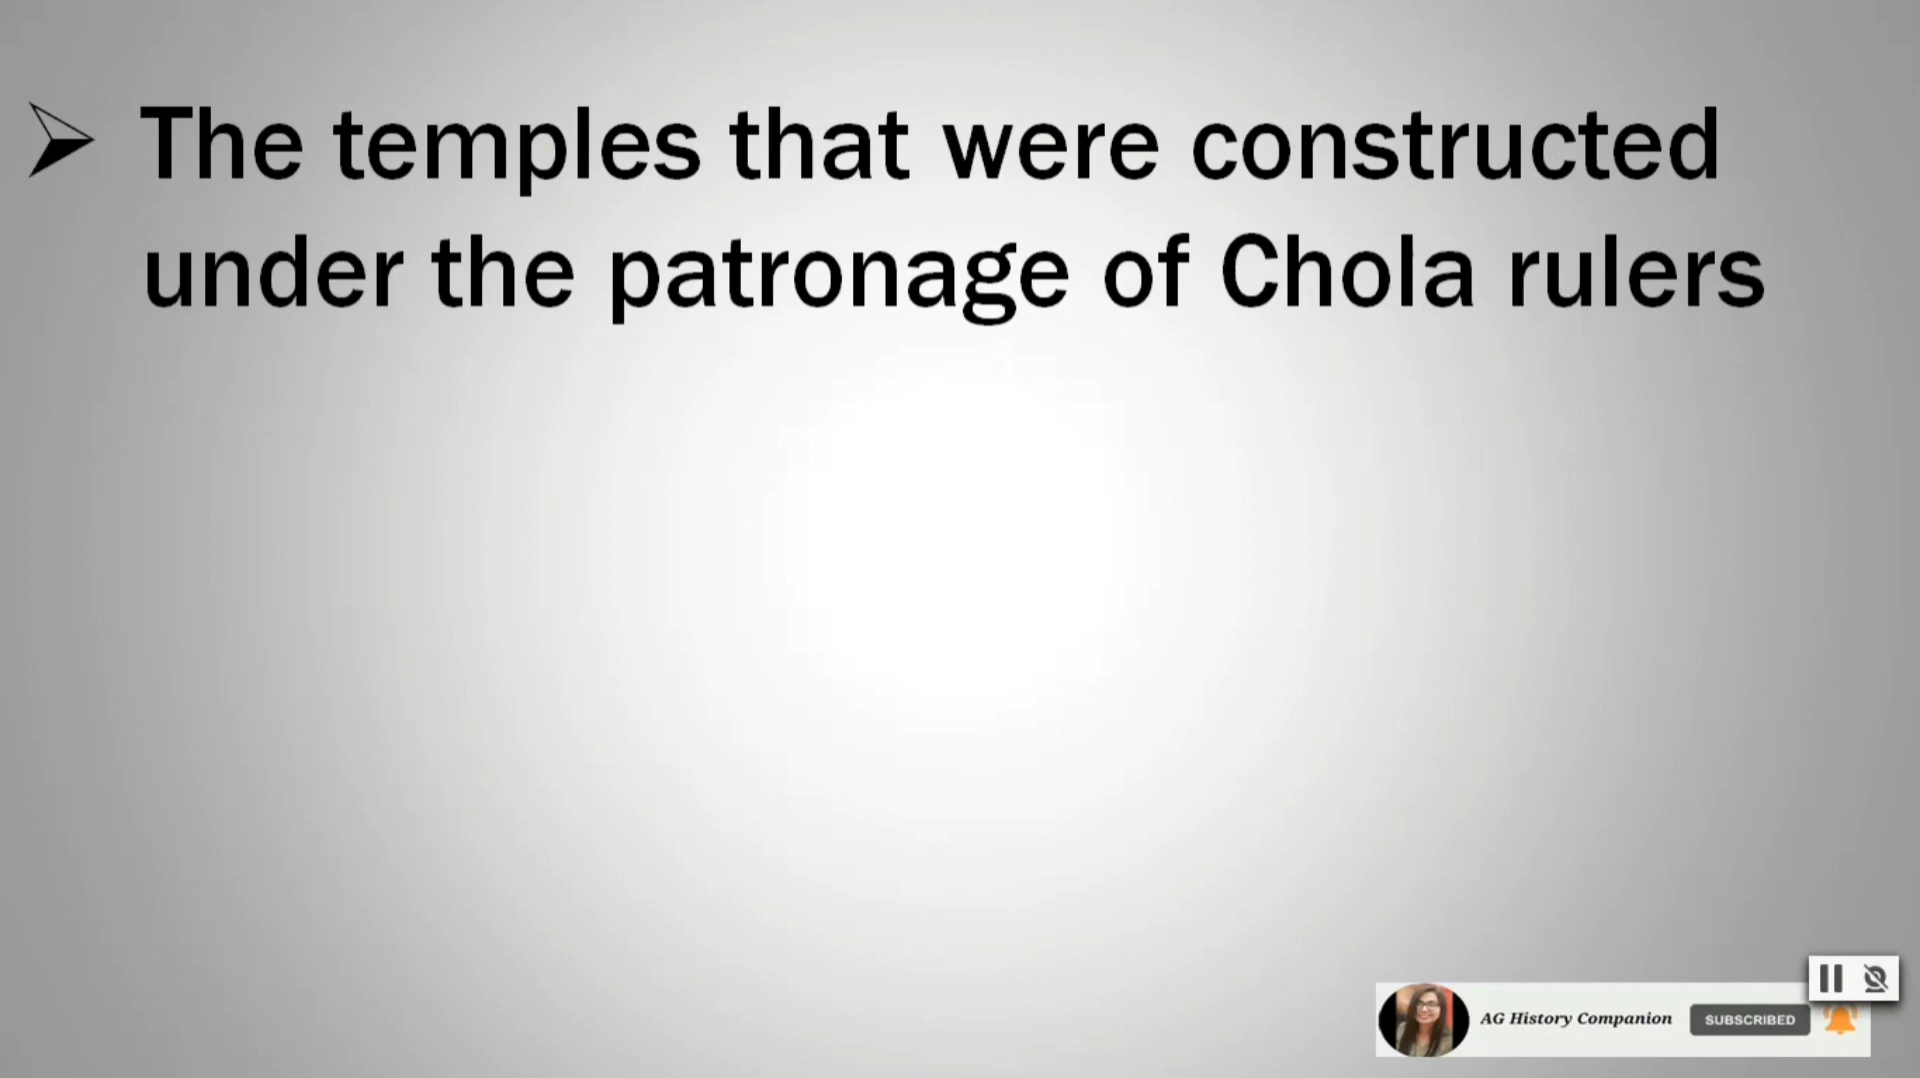 The temples that were constructed
under the patronage of Chola rulers
AG History Companion
SUBSCRIBED